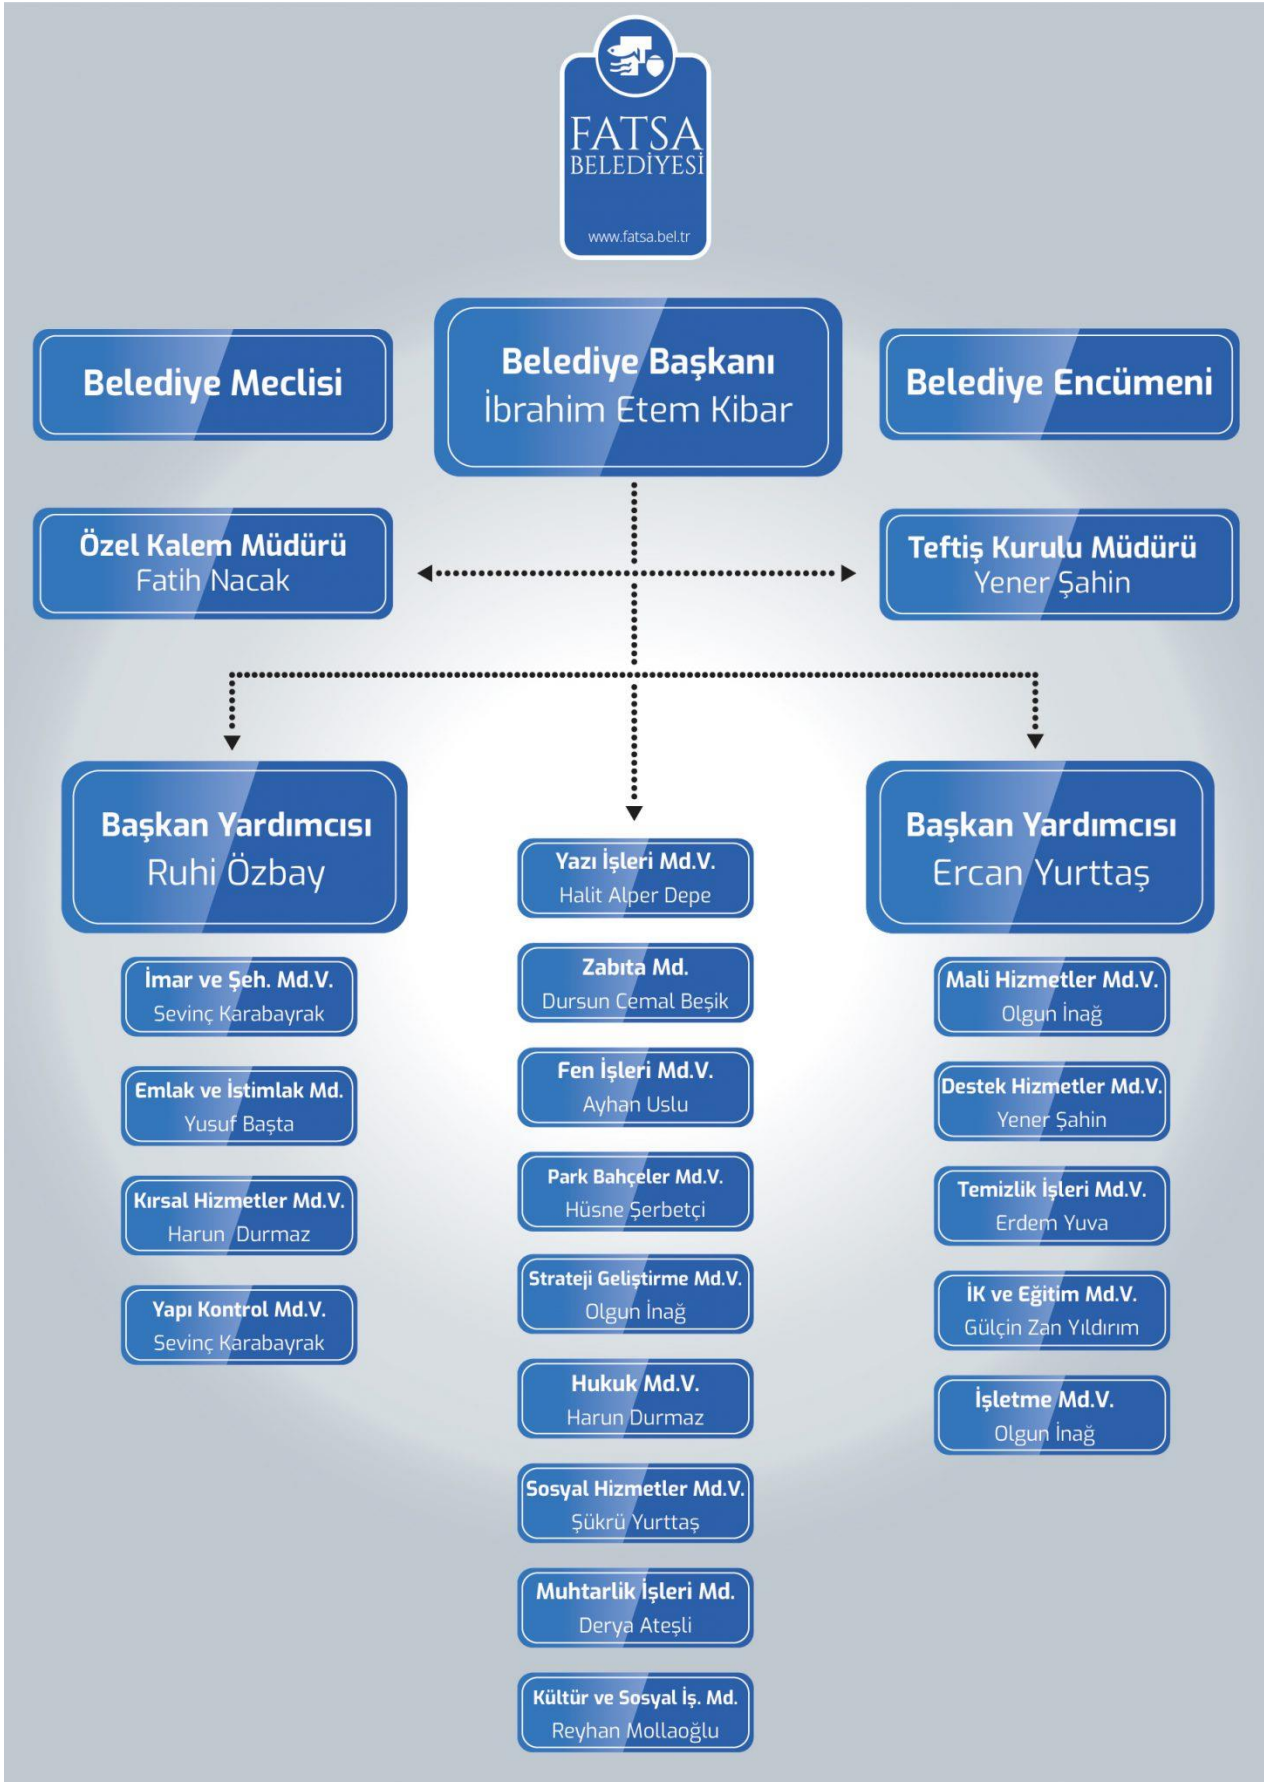 FATSA
BELEDİYESİ
www.fatsa.bel.tr
Belediye Meclisi
Belediye Başkanı
İbrahim Etem Kibar
Belediye Encümeni
Özel Kalem Müdürü
Fatih Nacak
Teftiş Kurulu Müdürü
Yener Şahin
Başkan Yardımcısı
Ruhi Özbay
İmar ve Şeh. Md.V.
Sevinç Karabayrak
Emlak ve İstimlak Md.
Yusuf Başta
Kırsal Hizmetler Md.V.
Harun Durmaz
Yapı Kontrol Md.V.
Sevinç Karabayrak
Yazı İşleri Md.V.
Halit Alper Depe
Zabıta Md.
Dursun Cemal Beşik
Fen İşleri Md.V.
Ayhan Uslu
Park Bahçeler Md.V.
Hüsne Şerbetçi
Strateji Geliştirme Md.V.
Olgun İnağ
Hukuk Md.V.
Harun Durmaz
Sosyal Hizmetler Md.V.
Şükrü Yurttaş
Muhtarlik İşleri Md.
Derya Ateşli
Kültür ve Sosyal İş. Md.
Reyhan Mollaoğlu
Başkan Yardımcısı
Ercan Yurttaş
Mali Hizmetler Md.V.
Olgun İnağ
Destek Hizmetler Md.V.
Yener Şahin
Temizlik İşleri Md.V.
Erdem Yuva
İK ve Eğitim Md.V.
Gülçin Zan Yıldırım
İşletme Md.V.
Olgun İnağ